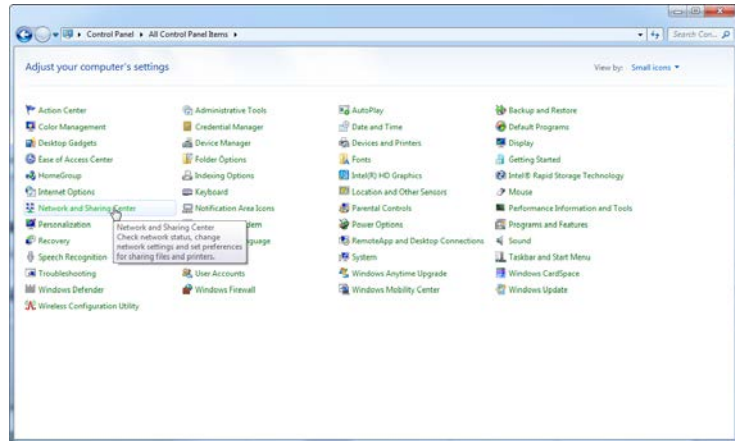 Control Panel ▸ All Control Panel Items ▸
Search Con...
Adjust your computer's settings
View by: Small icons
Action Center Administrative Tools AutoPlay Backup and Restore
Color Management Credential Manager Date and Time Default Programs
Desktop Gadgets Device Manager Devices and Printers Display
Ease of Access Center Folder Options Fonts Getting Started
HomeGroup Indexing Options Intel(R) HD Graphics Intel® Rapid Storage Technology
Internet Options Keyboard Location and Other Sensors Mouse
Network and Sharing Center Notification Area Icons Parental Controls Performance Information and Tools
Personalization Power Options Programs and Features
Recovery RemoteApp and Desktop Connections Sound
Speech Recognition System Taskbar and Start Menu
Network and Sharing Center
Check network status, change
network settings and set preferences
for sharing files and printers.
Troubleshooting User Accounts Windows Anytime Upgrade Windows CardSpace
Windows Defender Windows Firewall Windows Mobility Center Windows Update
Wireless Configuration Utility